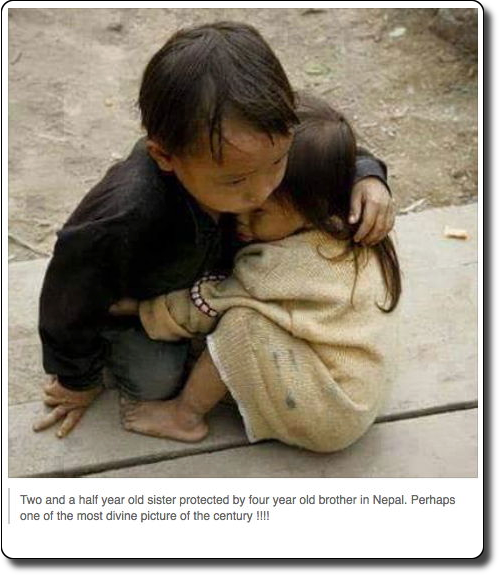 Two and a half year old sister protected by four year old brother in Nepal. Perhaps
one of the most divine picture of the century !!!!